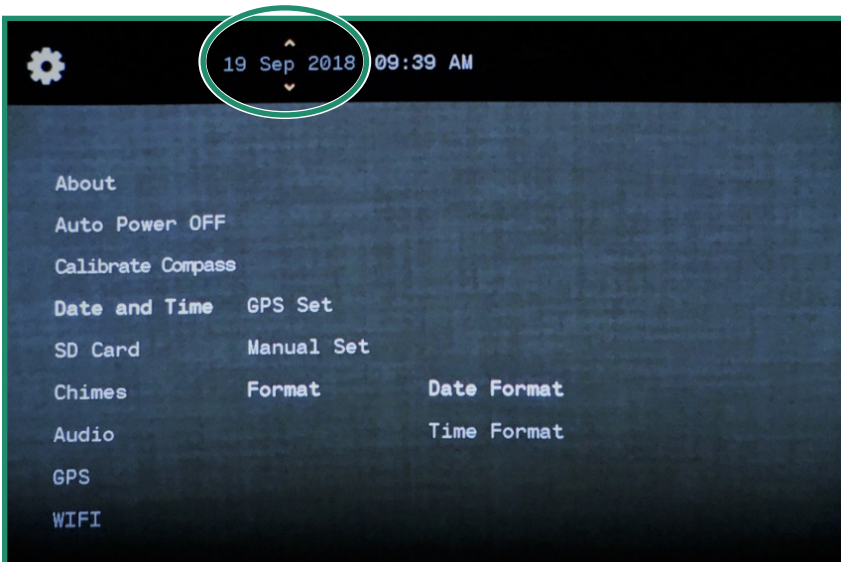 19 Sep 2018 09:39 AM
About
Auto Power OFF
Calibrate Compass
Date and Time GPS Set
SD Card Manual Set
Chimes Format Date Format
Audio Time Format
GPS
WIFI